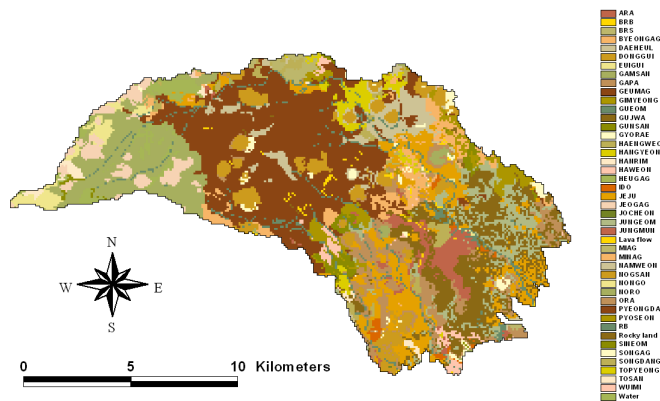 ARA
BRB
BRS
BYEONGAG
DAEHEUL
DONGGUI
EUIGUI
GAMSAN
GAPA
GEUMAG
GIMYEONG
GUEOM
GUJWA
GUNSAN
GYORAE
HAENGWEO
HANGYEON
HANRIM
HAWEON
HEUGAG
IDO
JEJU
JEOGAG
JOCHEON
JUNGEOM
JUNGMUN
Lava flow
MIAG
MINAG
NAMWEON
NOGSAN
NONGO
NORO
ORA
PYEONGDA
PYOSEON
RB
Rocky land
SINEOM
SONGAG
SONGDANG
TOPYEONG
TOSAN
WUIMI
Water
N
W E
S
0 5 10 Kilometers